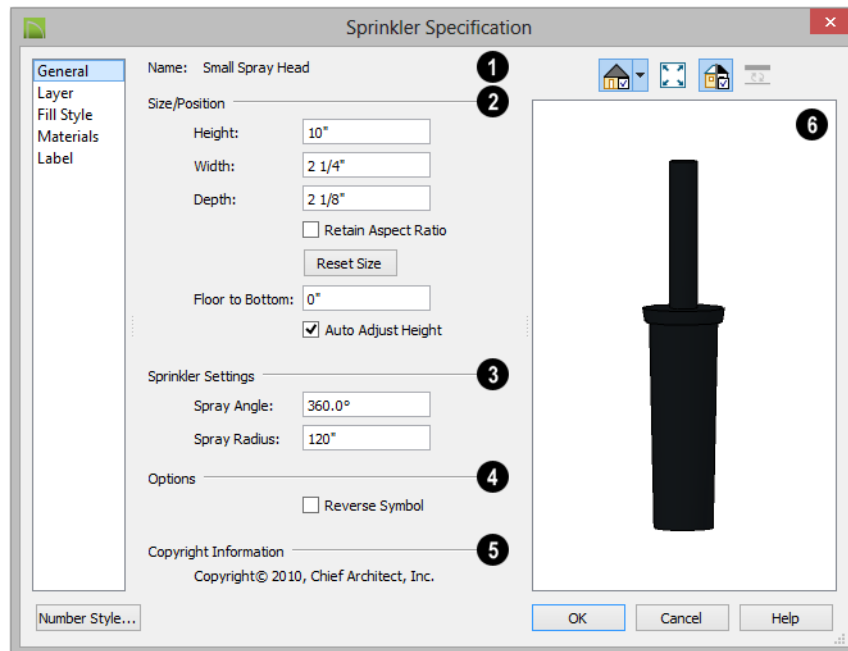 Sprinkler Specification
General
Layer
Fill Style
Materials
Label
Name: Small Spray Head
1
Size/Position
2
Height: 10"
Width: 2 1/4"
Depth: 2 1/8"
Retain Aspect Ratio
Reset Size
Floor to Bottom: 0"
Auto Adjust Height
Sprinkler Settings
3
Spray Angle: 360.0°
Spray Radius: 120"
Options
4
Reverse Symbol
Copyright Information
5
Copyright© 2010, Chief Architect, Inc.
6
Number Style...
OK
Cancel
Help